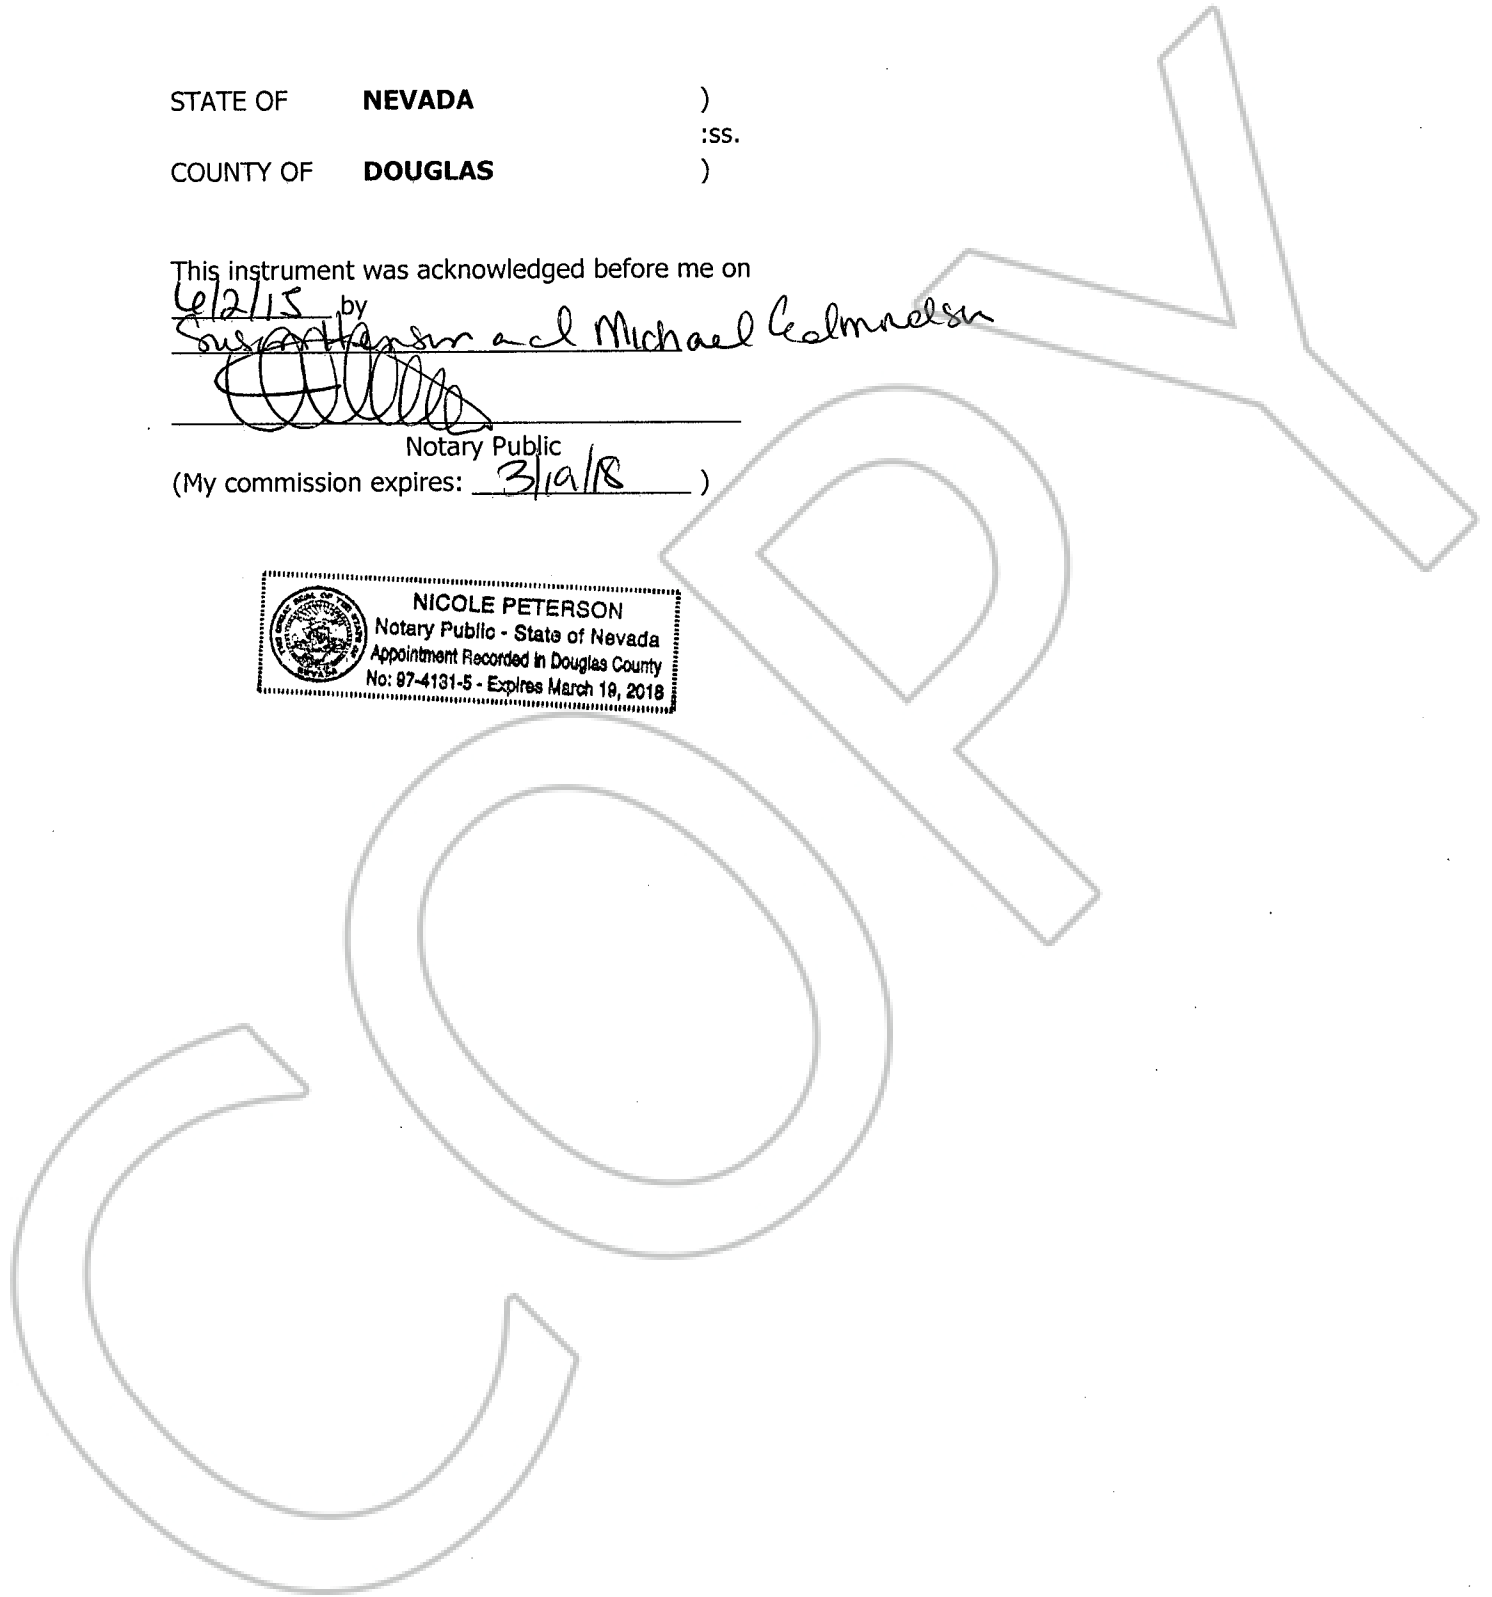 STATE OF NEVADA )
:ss.
COUNTY OF DOUGLAS )
This instrument was acknowledged before me on
6/2/15 by
Susan Hanson and Michael Edmondson
Notary Public
(My commission expires: 3/19/18 )
NICOLE PETERSON
Notary Public - State of Nevada
Appointment Recorded in Douglas County
No: 97-4131-5 - Expires March 19, 2018
COPY